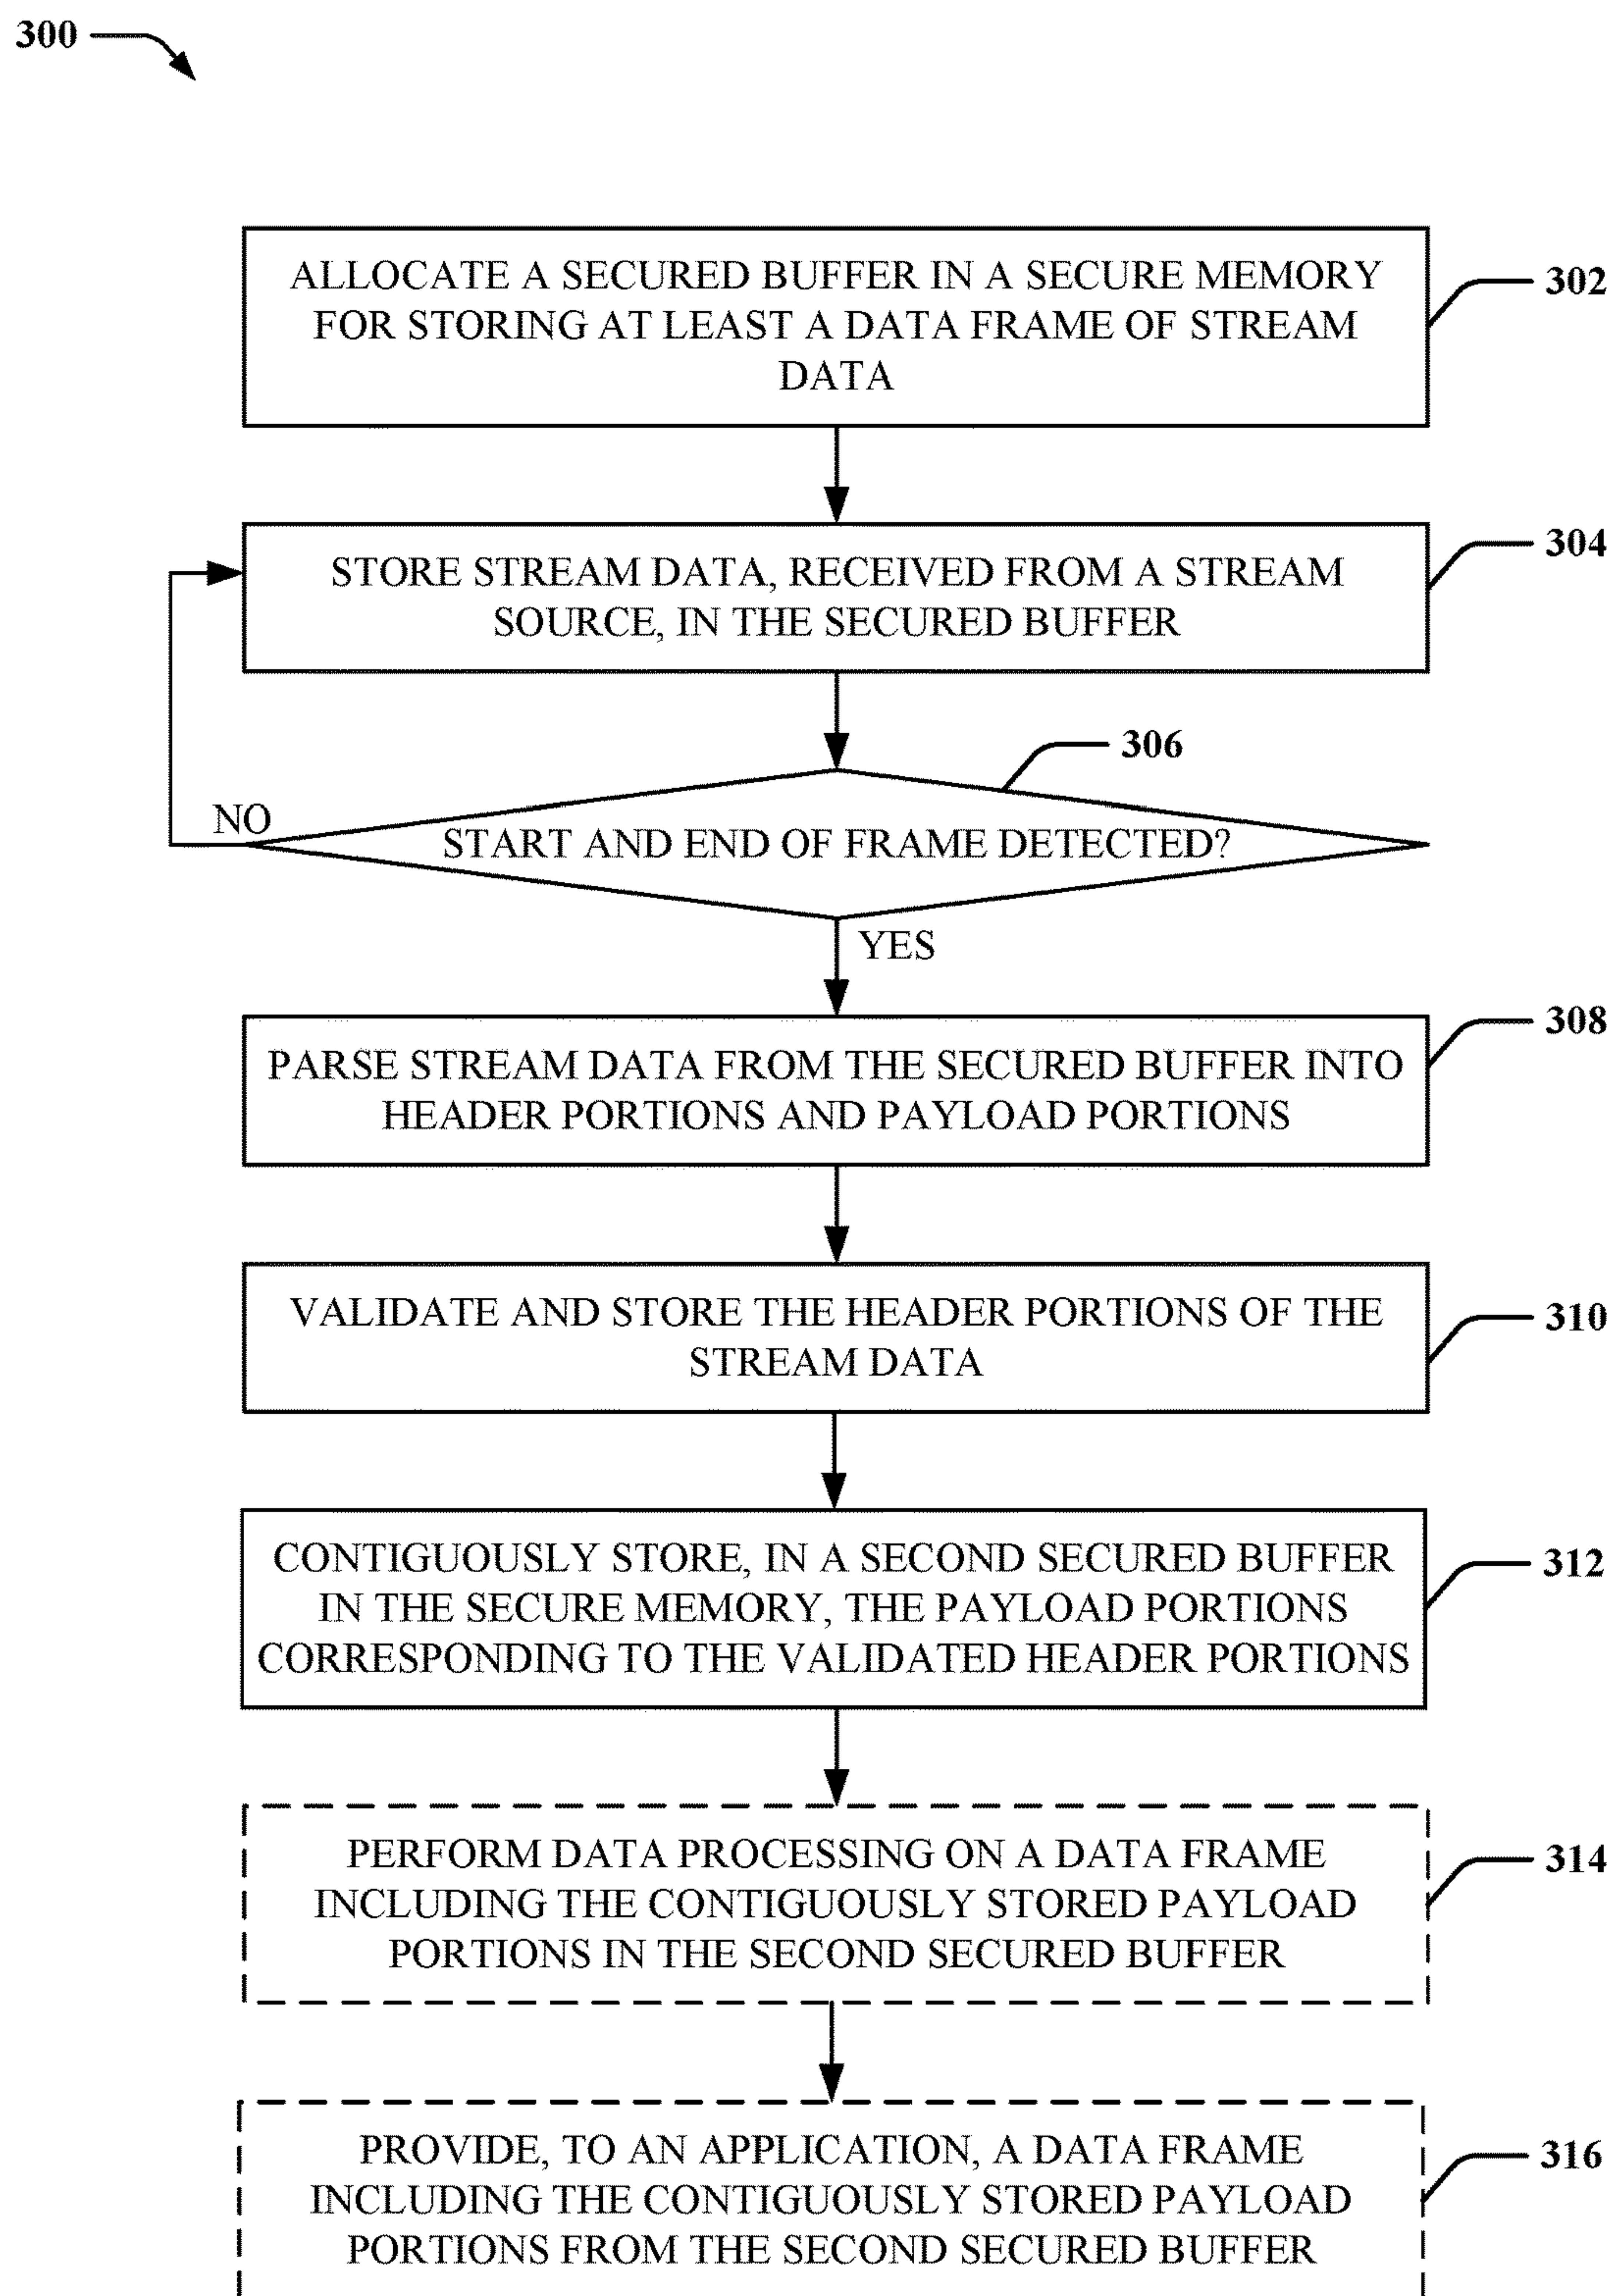 300
ALLOCATE A SECURED BUFFER IN A SECURE MEMORY
FOR STORING AT LEAST A DATA FRAME OF STREAM
DATA
302
STORE STREAM DATA, RECEIVED FROM A STREAM
SOURCE, IN THE SECURED BUFFER
304
306
NO
START AND END OF FRAME DETECTED?
YES
PARSE STREAM DATA FROM THE SECURED BUFFER INTO
HEADER PORTIONS AND PAYLOAD PORTIONS
308
VALIDATE AND STORE THE HEADER PORTIONS OF THE
STREAM DATA
310
CONTIGUOUSLY STORE, IN A SECOND SECURED BUFFER
IN THE SECURE MEMORY, THE PAYLOAD PORTIONS
CORRESPONDING TO THE VALIDATED HEADER PORTIONS
312
PERFORM DATA PROCESSING ON A DATA FRAME
INCLUDING THE CONTIGUOUSLY STORED PAYLOAD
PORTIONS IN THE SECOND SECURED BUFFER
314
PROVIDE, TO AN APPLICATION, A DATA FRAME
INCLUDING THE CONTIGUOUSLY STORED PAYLOAD
PORTIONS FROM THE SECOND SECURED BUFFER
316